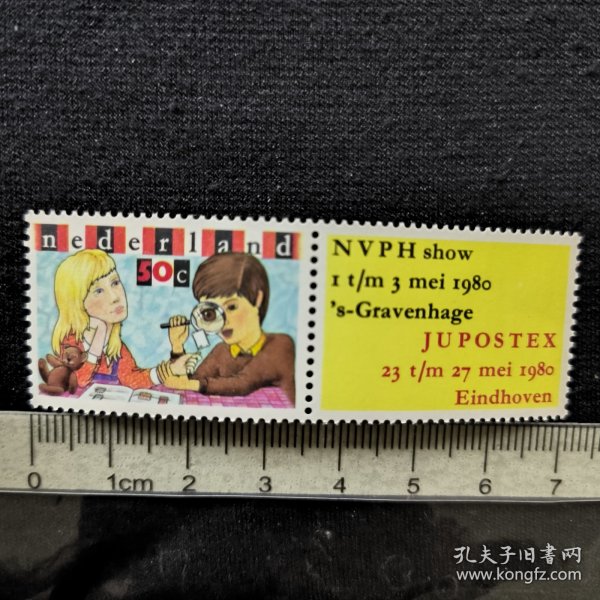 nederland
50c
NVPH show
1 t/m 3 mei 1980
's-Gravenhage
JUPOSTEX
23 t/m 27 mei 1980
Eindhoven
0 1cm 2 3 4 5 6 7
孔夫子旧书网
www.kongfz.com